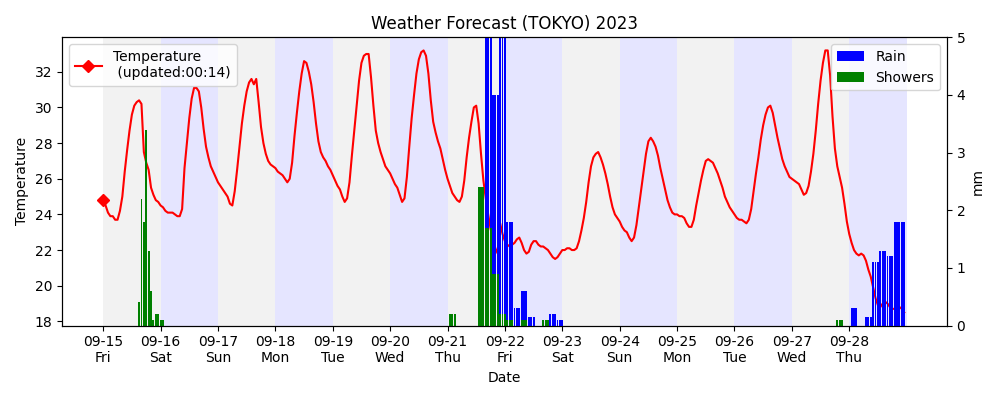 Weather Forecast (TOKYO) 2023
Temperature
(updated:00:14)
Rain
Showers
Temperature
32
30
28
26
24
22
20
18
5
4
3
2
1
0
mm
09-15 09-16 09-17 09-18 09-19 09-20 09-21 09-22 09-23 09-24 09-25 09-26 09-27 09-28
Fri Sat Sun Mon Tue Wed Thu Fri Sat Sun Mon Tue Wed Thu
Date